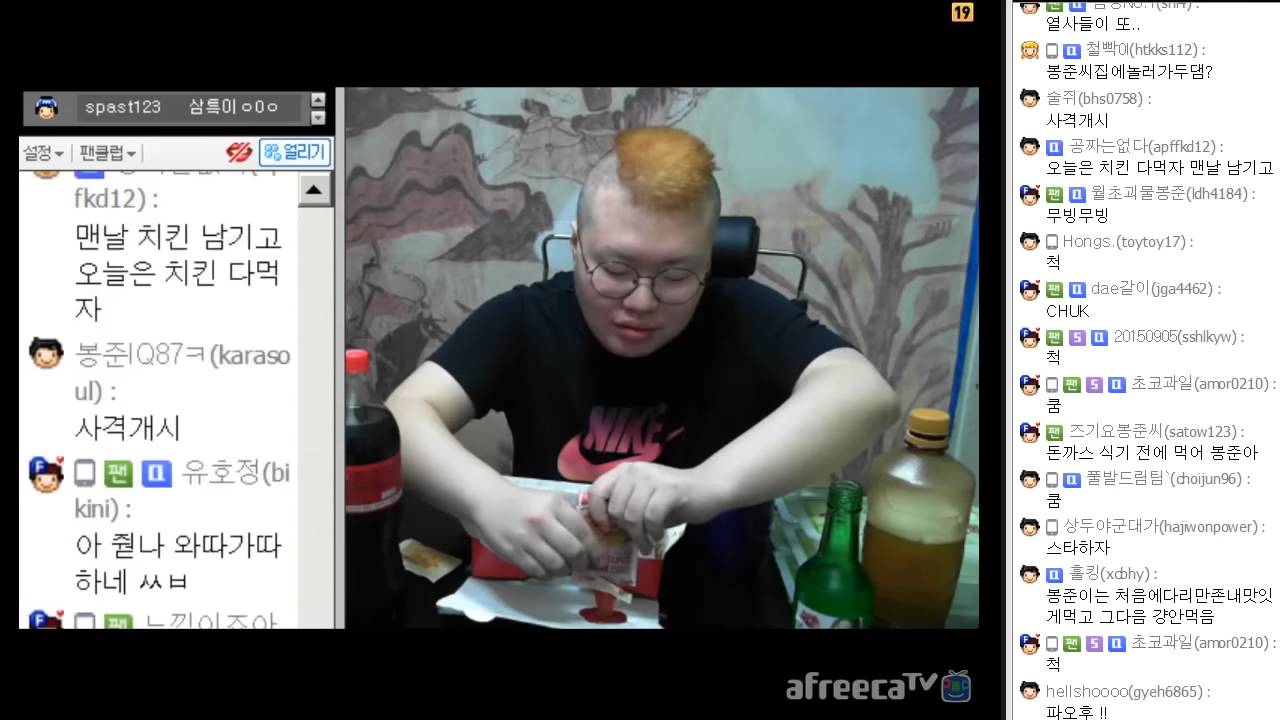 19
spast123 삼특이ㅇ0ㅇ
설정 팬클럽 얼리기
fkd12) :
맨날 치킨 남기고
오늘은 치킨 다먹
자
봉준IQ87ㅋ(karaso
ul) :
사격개시
팬 유호정(bi
kini) :
아 줟나 와따가따
하네 ㅆㅂ
팬
NIKE
afreecaTV
열사들이 또..
철빡이(htkks112) :
봉준씨집에놀러가두댐?
술쥐(bhs0758) :
사격개시
공짜는없다(apffkd12) :
오늘은 치킨 다먹자 맨날 남기고
팬 월초괴물봉준(ldh4184) :
무빙무빙
Hongs.(toytoy17) :
척
팬 dae갈이(jga4462) :
CHUK
팬 S 20150905(sshlkyw) :
척
팬 S 초코과일(amor0210) :
쿰
팬 즈기요봉준씨(satow123) :
돈까스 식기 전에 먹어 봉준아
풀발드림팀`(choijun96) :
쿰
상두야군대가(hajiwonpower) :
스타하자
훌킹(xcbhy) :
봉준이는 처음에다리만존내맛잇
게먹고 그다음 걍안먹음
팬 S 초코과일(amor0210) :
척
hellshoooo(gyeh6865) :
파오후 !!